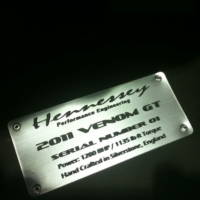 Hennessey
Performance Engineering
2011 VENOM GT
SERIAL NUMBER 01
Power: 1200 BHP / 1135 lb-ft Torque
Hand Crafted in Silverstone, England